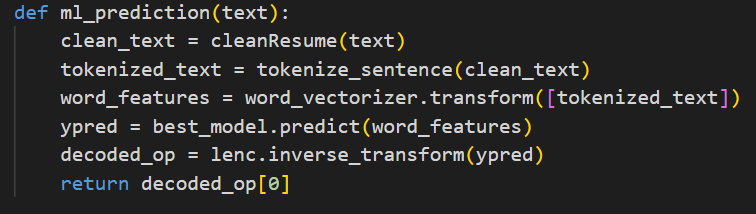 def ml_prediction(text):
    clean_text = cleanResume(text)
    tokenized_text = tokenize_sentence(clean_text)
    word_features = word_vectorizer.transform([tokenized_text])
    ypred = best_model.predict(word_features)
    decoded_op = lenc.inverse_transform(ypred)
    return decoded_op[0]